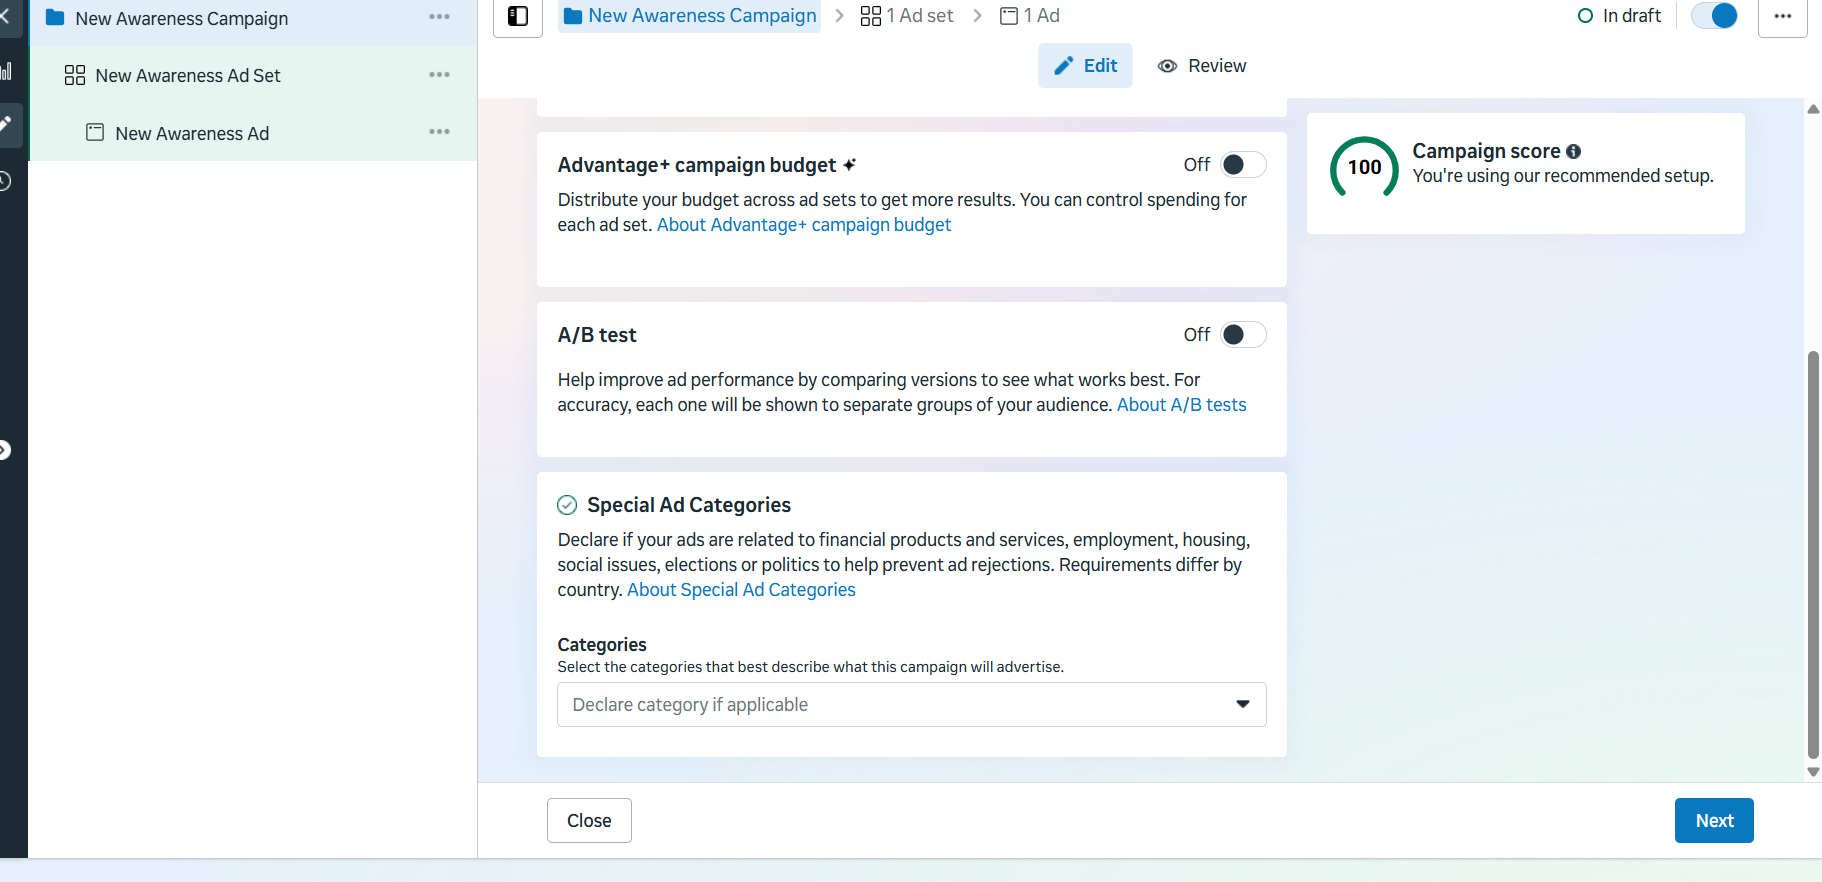 New Awareness Campaign
New Awareness Ad Set
New Awareness Ad
New Awareness Campaign
1 Ad set
1 Ad
In draft
Edit
Review
Advantage+ campaign budget
Off
Distribute your budget across ad sets to get more results. You can control spending for
each ad set. About Advantage+ campaign budget
100
Campaign score
You're using our recommended setup.
A/B test
Off
Help improve ad performance by comparing versions to see what works best. For
accuracy, each one will be shown to separate groups of your audience. About A/B tests
Special Ad Categories
Declare if your ads are related to financial products and services, employment, housing,
social issues, elections or politics to help prevent ad rejections. Requirements differ by
country. About Special Ad Categories
Categories
Select the categories that best describe what this campaign will advertise.
Declare category if applicable
Close
Next